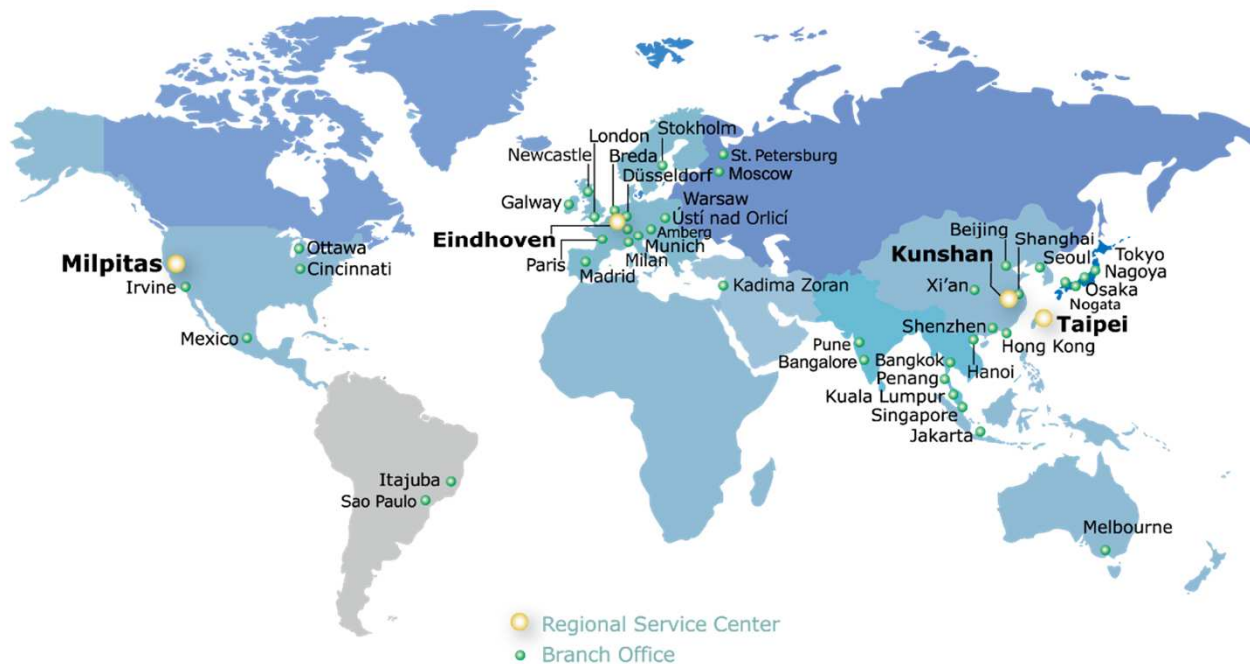 London
Stokholm
Newcastle
Breda
St. Petersburg
Düsseldorf
Moscow
Galway
Warsaw
Ústí nad Orlicí
Eindhoven
Amberg
Munich
Paris
Milan
Madrid
Kadima Zoran
Ottawa
Milpitas
Cincinnati
Irvine
Mexico
Beijing
Shanghai
Kunshan
Seoul
Tokyo
Nagoya
Xi'an
Osaka
Nogata
Shenzhen
Taipei
Hong Kong
Pune
Bangalore
Bangkok
Hanoi
Penang
Kuala Lumpur
Singapore
Jakarta
Itajuba
Sao Paulo
Melbourne
Regional Service Center
Branch Office